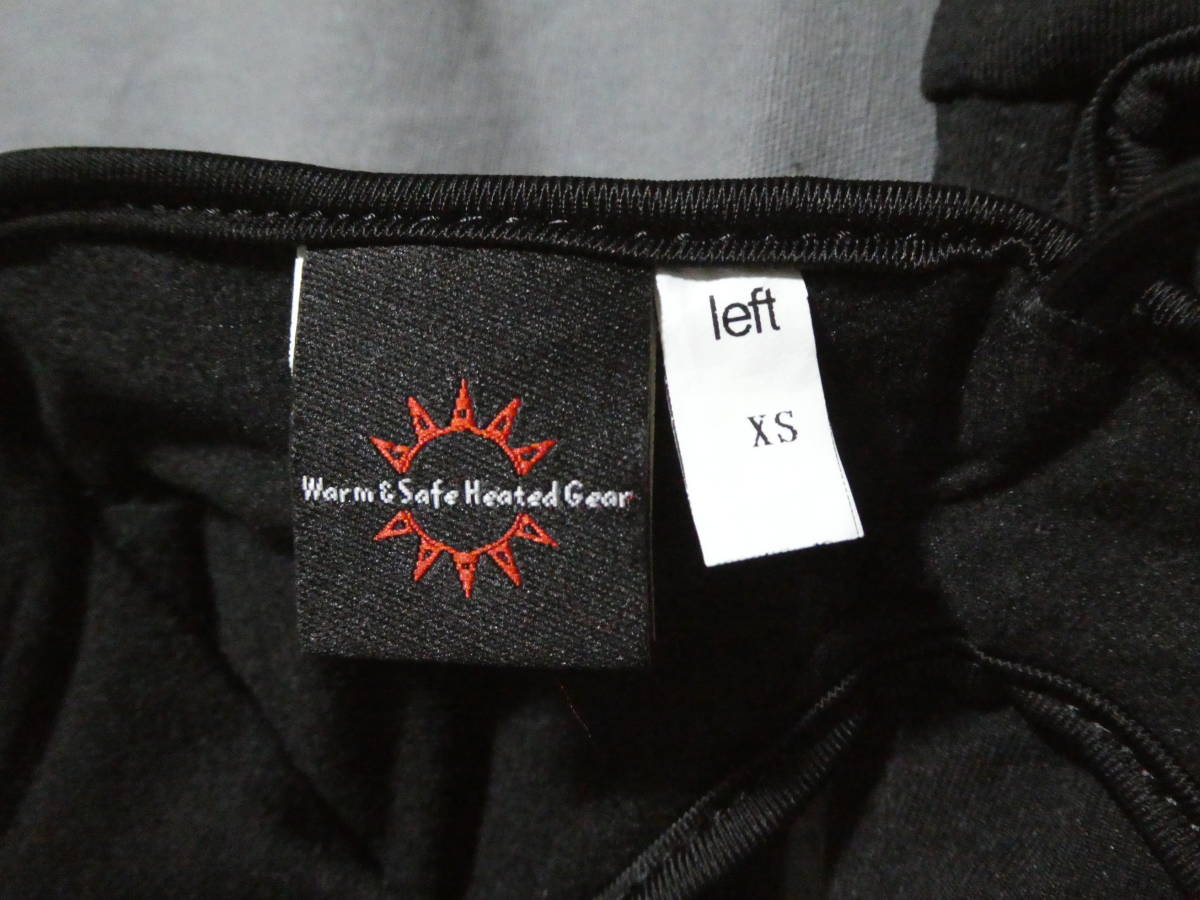 Warm & Safe Heated Gear
left
XS